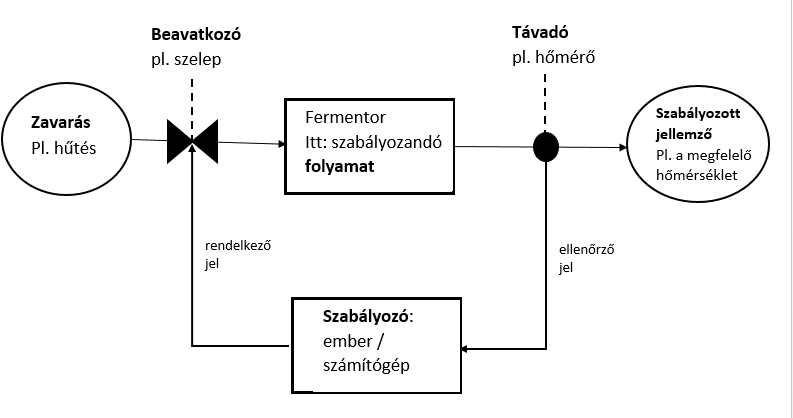 Beavatkozó
pl. szelep
Távadó
pl. hőmérő
Zavarás
Pl. hűtés
Fermentor
Itt: szabályozandó
folyamat
Szabályozott
jellemző
Pl. a megfelelő
hőmérséklet
rendelkező
jel
ellenőrző
jel
Szabályozó:
ember /
számítógép